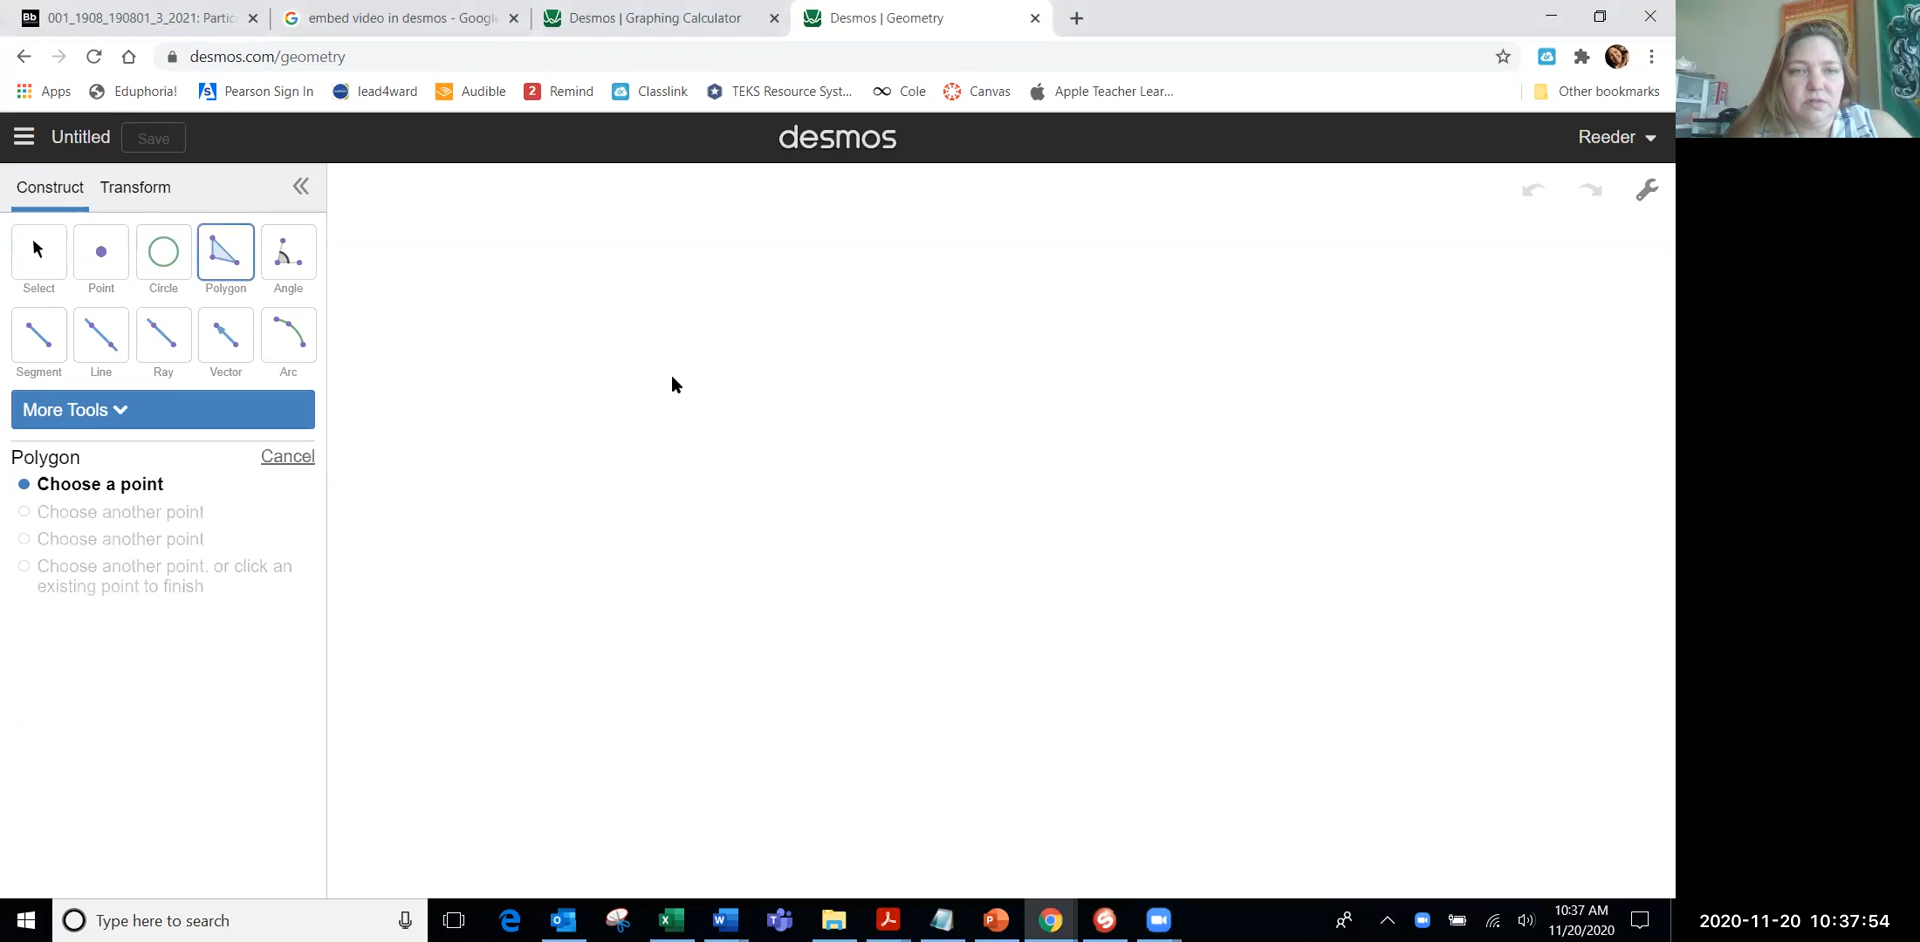 Bb 001_1908_190801_3_2021: Partic
embed video in desmos - Google
Desmos | Graphing Calculator
Desmos | Geometry
desmos.com/geometry
Apps
Eduphoria!
Pearson Sign In
lead4ward
Audible
2 Remind
Classlink
TEKS Resource Syst...
Cole
Canvas
Apple Teacher Lear...
Other bookmarks
Untitled
Save
desmos
Reeder
Construct
Transform
Select
Point
Circle
Polygon
Angle
Segment
Line
Ray
Vector
Arc
More Tools
Polygon
Cancel
Choose a point
Choose another point
Choose another point
Choose another point, or click an
existing point to finish
Type here to search
10:37 AM
11/20/2020
2020-11-20 10:37:54